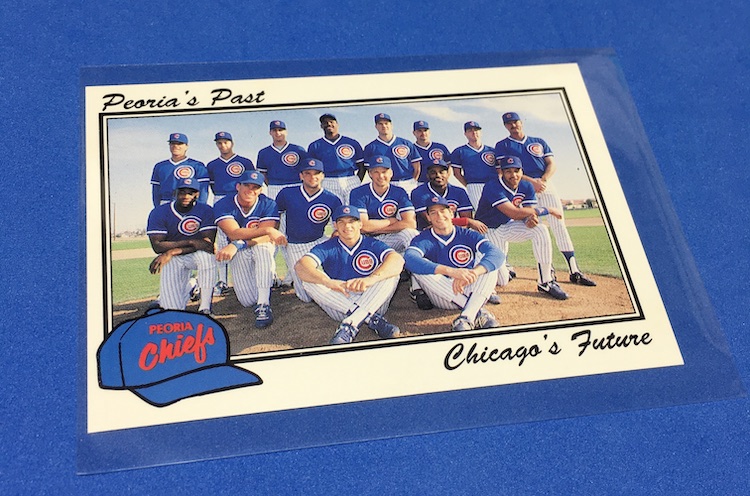 Peoria's Past
PEORIA
Chiefs
Chicago's Future